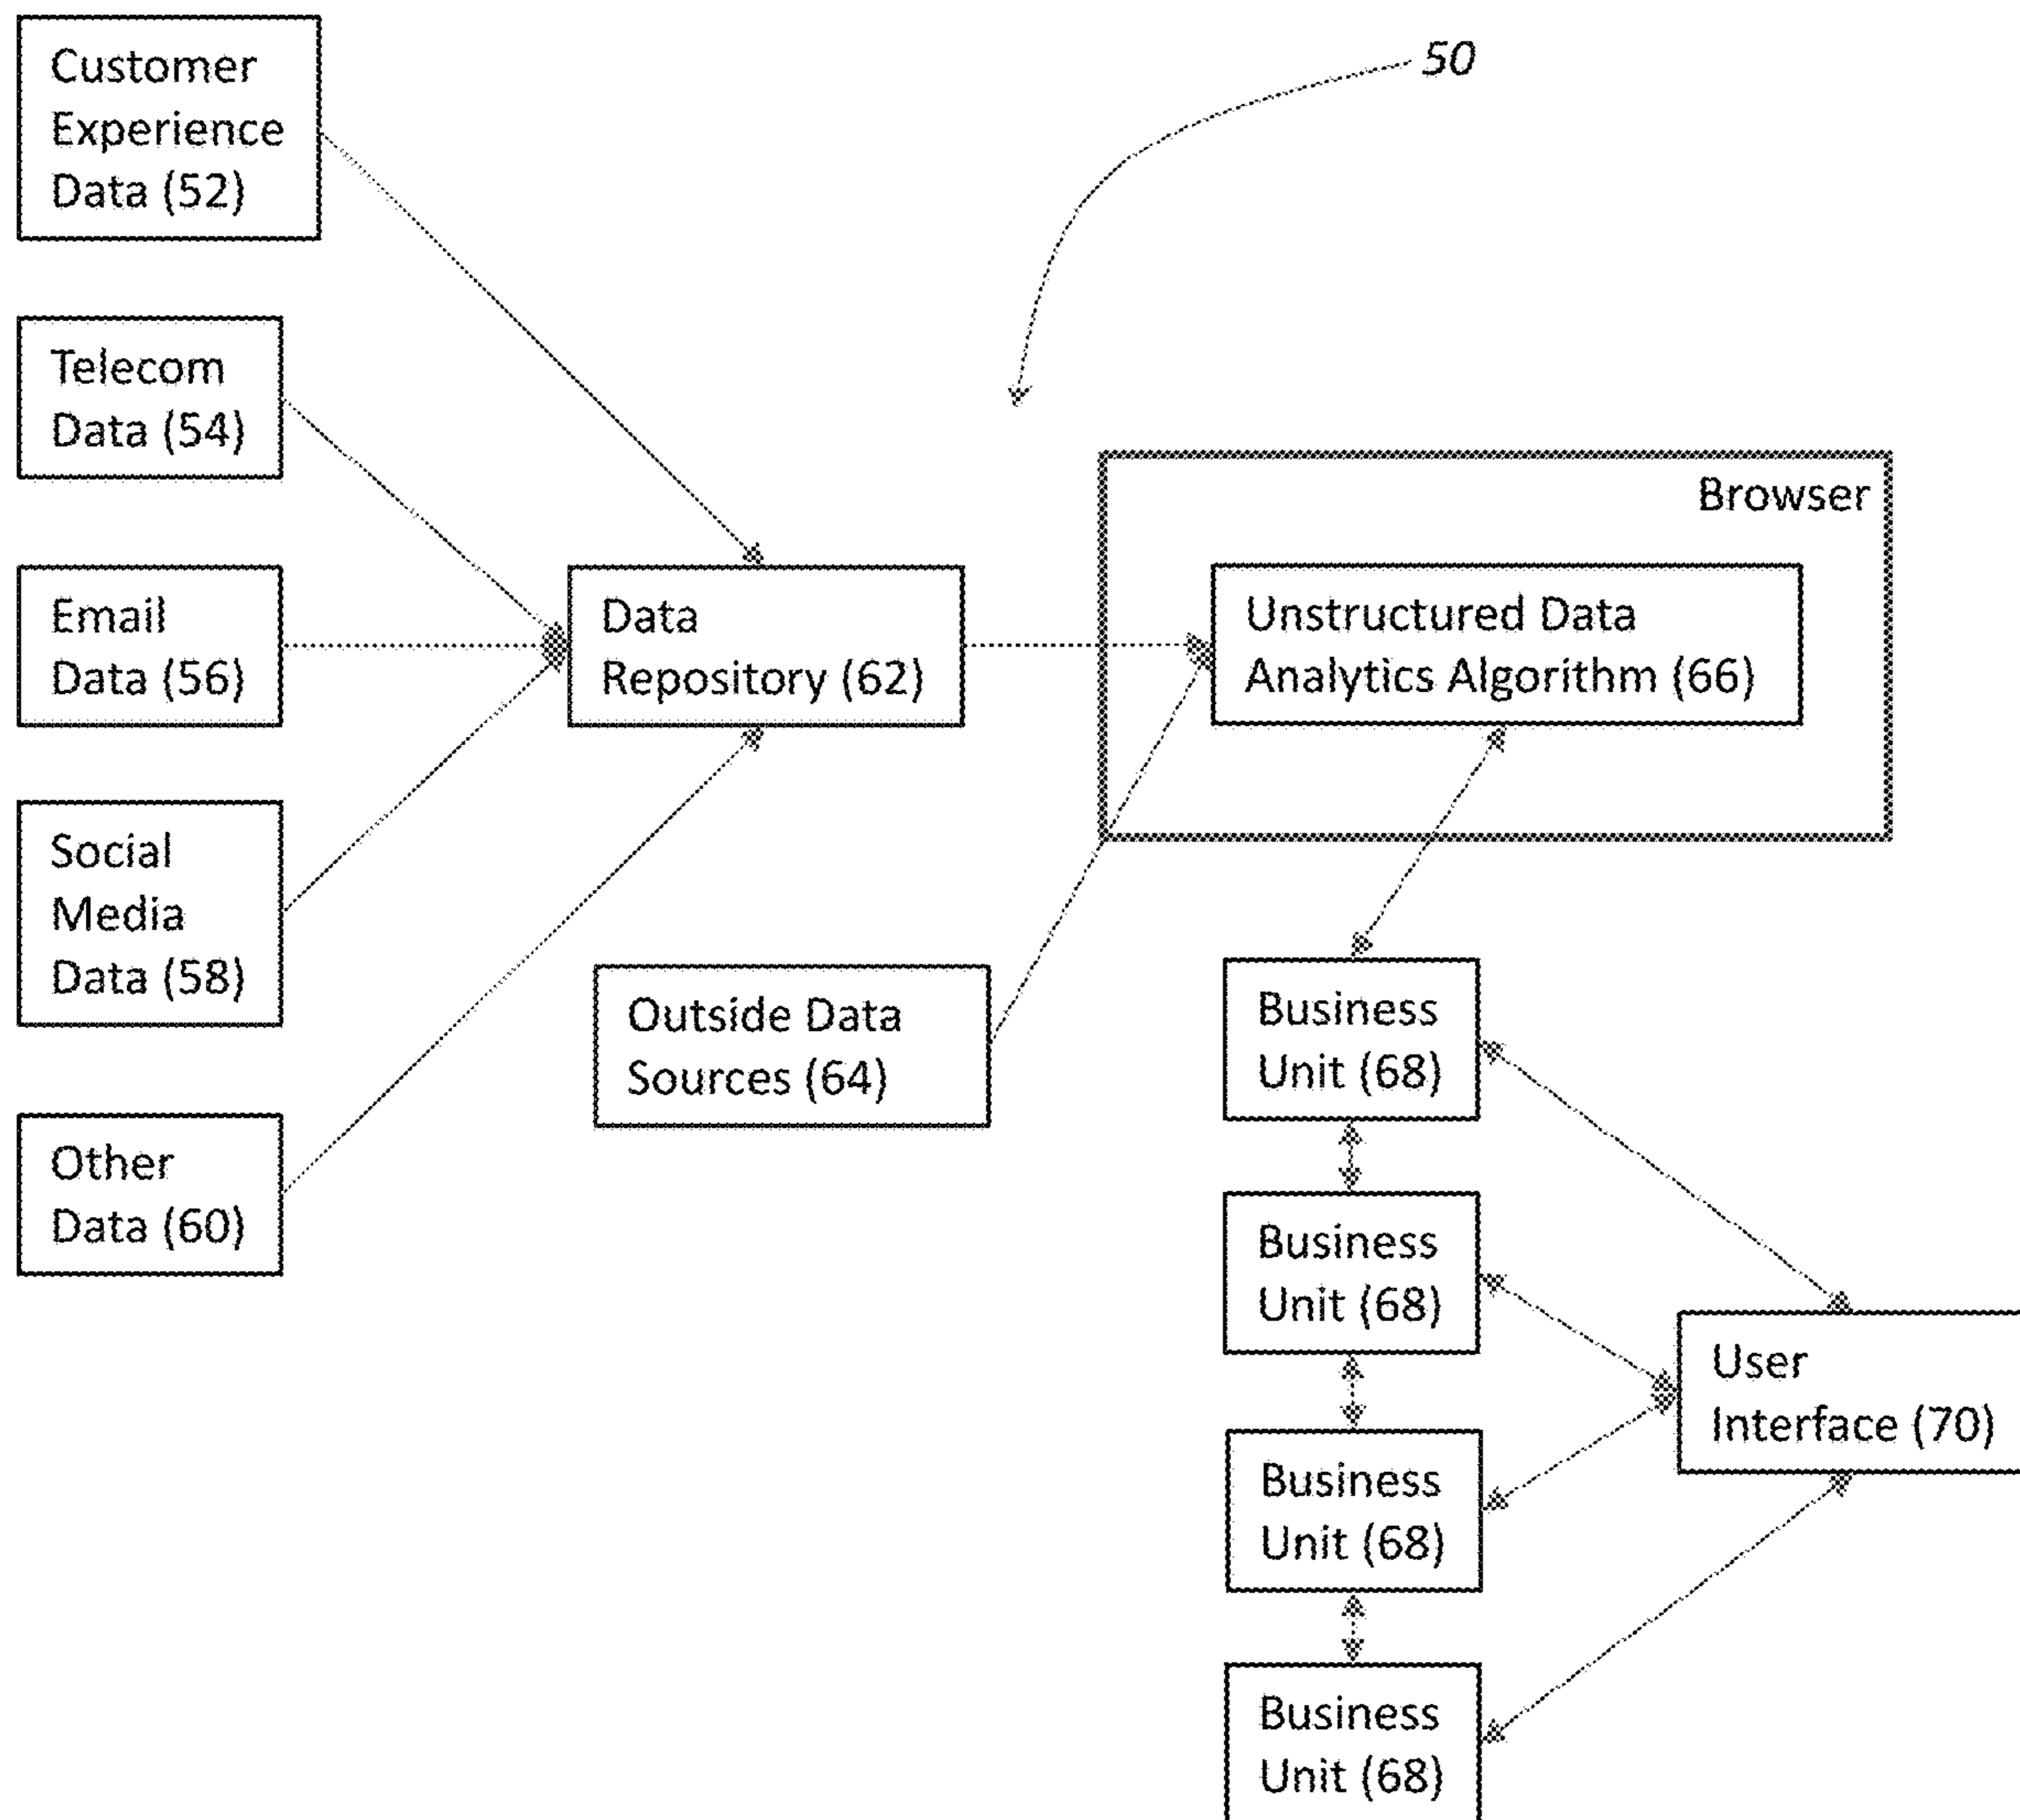 Customer
Experience
Data (52)
50
Telecom
Data (54)
Browser
Email
Data (56)
Data
Repository (62)
Unstructured Data
Analytics Algorithm (66)
Social
Media
Data (58)
Outside Data
Sources (64)
Business
Unit (68)
Other
Data (60)
Business
Unit (68)
User
Interface (70)
Business
Unit (68)
Business
Unit (68)